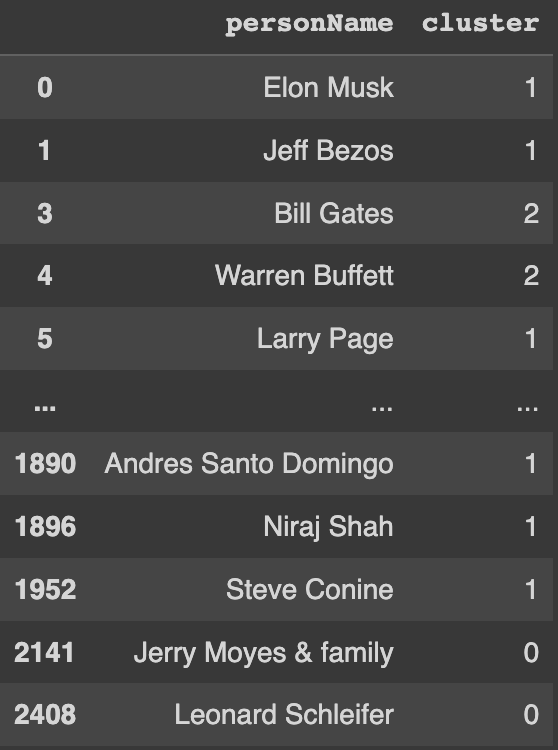 personName cluster
0 Elon Musk 1
1 Jeff Bezos 1
3 Bill Gates 2
4 Warren Buffett 2
5 Larry Page 1
... ... ...
1890 Andres Santo Domingo 1
1896 Niraj Shah 1
1952 Steve Conine 1
2141 Jerry Moyes & family 0
2408 Leonard Schleifer 0